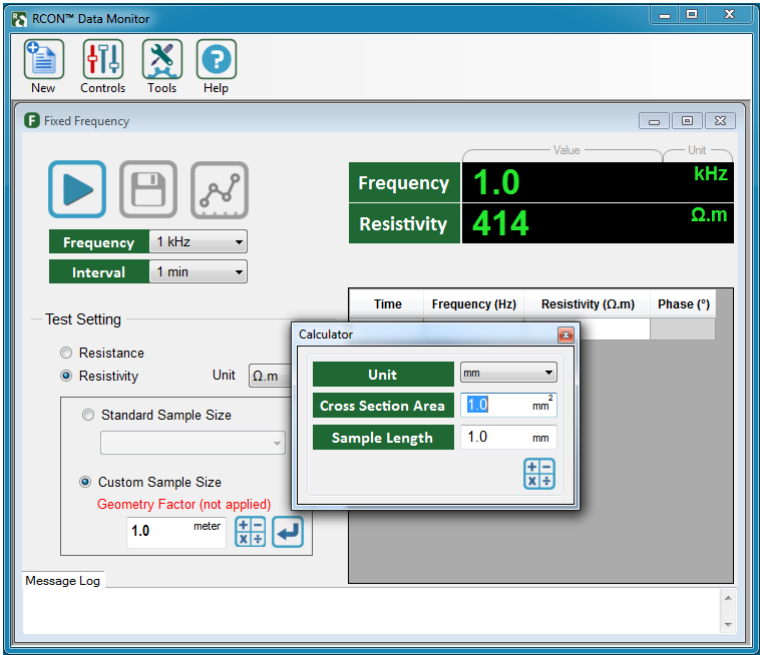 RCON™ Data Monitor
New Controls Tools Help
Fixed Frequency
Value Unit
Frequency 1.0 kHz
Resistivity 414 Ω.m
Frequency 1 kHz
Interval 1 min
Time Frequency (Hz) Resistivity (Ω.m) Phase (°)
Test Setting
Resistance
Resistivity Unit Ω.m
Standard Sample Size
Custom Sample Size
Geometry Factor (not applied)
1.0 meter
Calculator
Unit mm
Cross Section Area 1.0 mm²
Sample Length 1.0 mm
Message Log